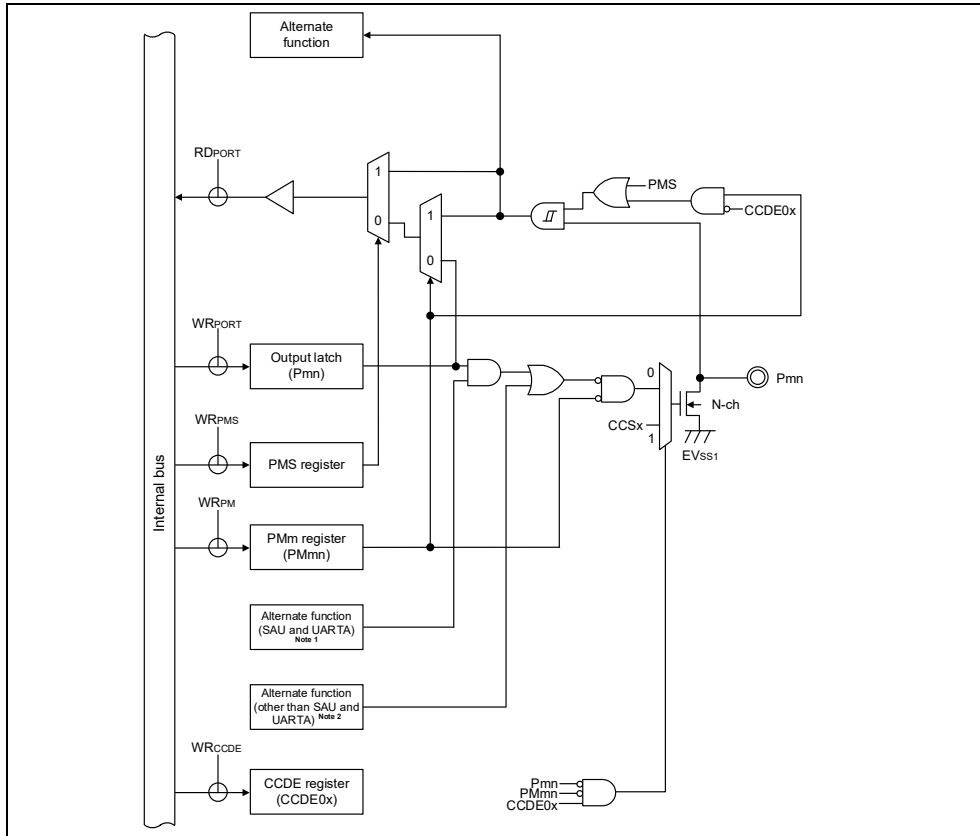 Alternate
function
RDPORT
1
0
1
0
PMS
CCDE0x
WRPORT
Output latch
(Pmn)
0
Pmn
N-ch
CCSx
1
EVSS1
WRPMS
PMS register
Internal bus
WRPM
PMm register
(PMmn)
Alternate function
(SAU and UARTA)
Note 1
Alternate function
(other than SAU and
UARTA) Note 2
WRCCDE
CCDE register
(CCDE0x)
Pmn
PMmn
CCDE0x